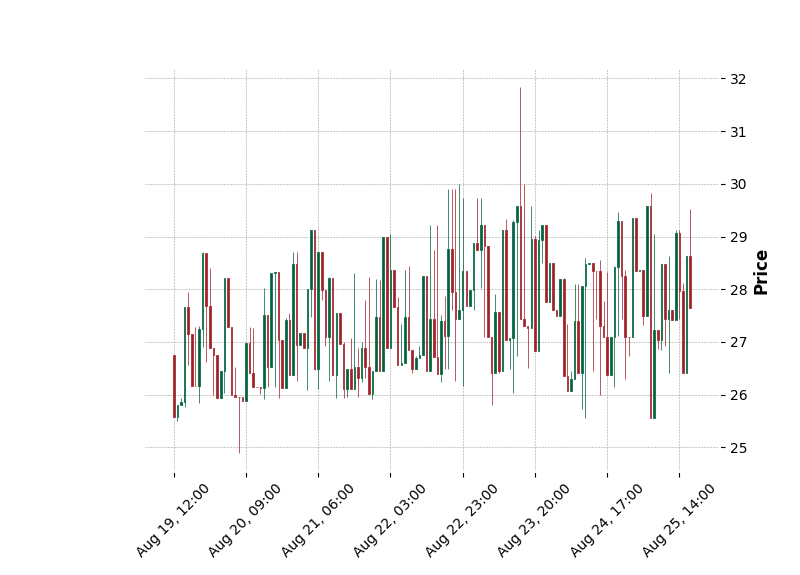 32
31
30
29
28
27
26
25
Price
Aug 19, 12:00
Aug 20, 09:00
Aug 21, 06:00
Aug 22, 03:00
Aug 22, 23:00
Aug 23, 20:00
Aug 24, 17:00
Aug 25, 14:00